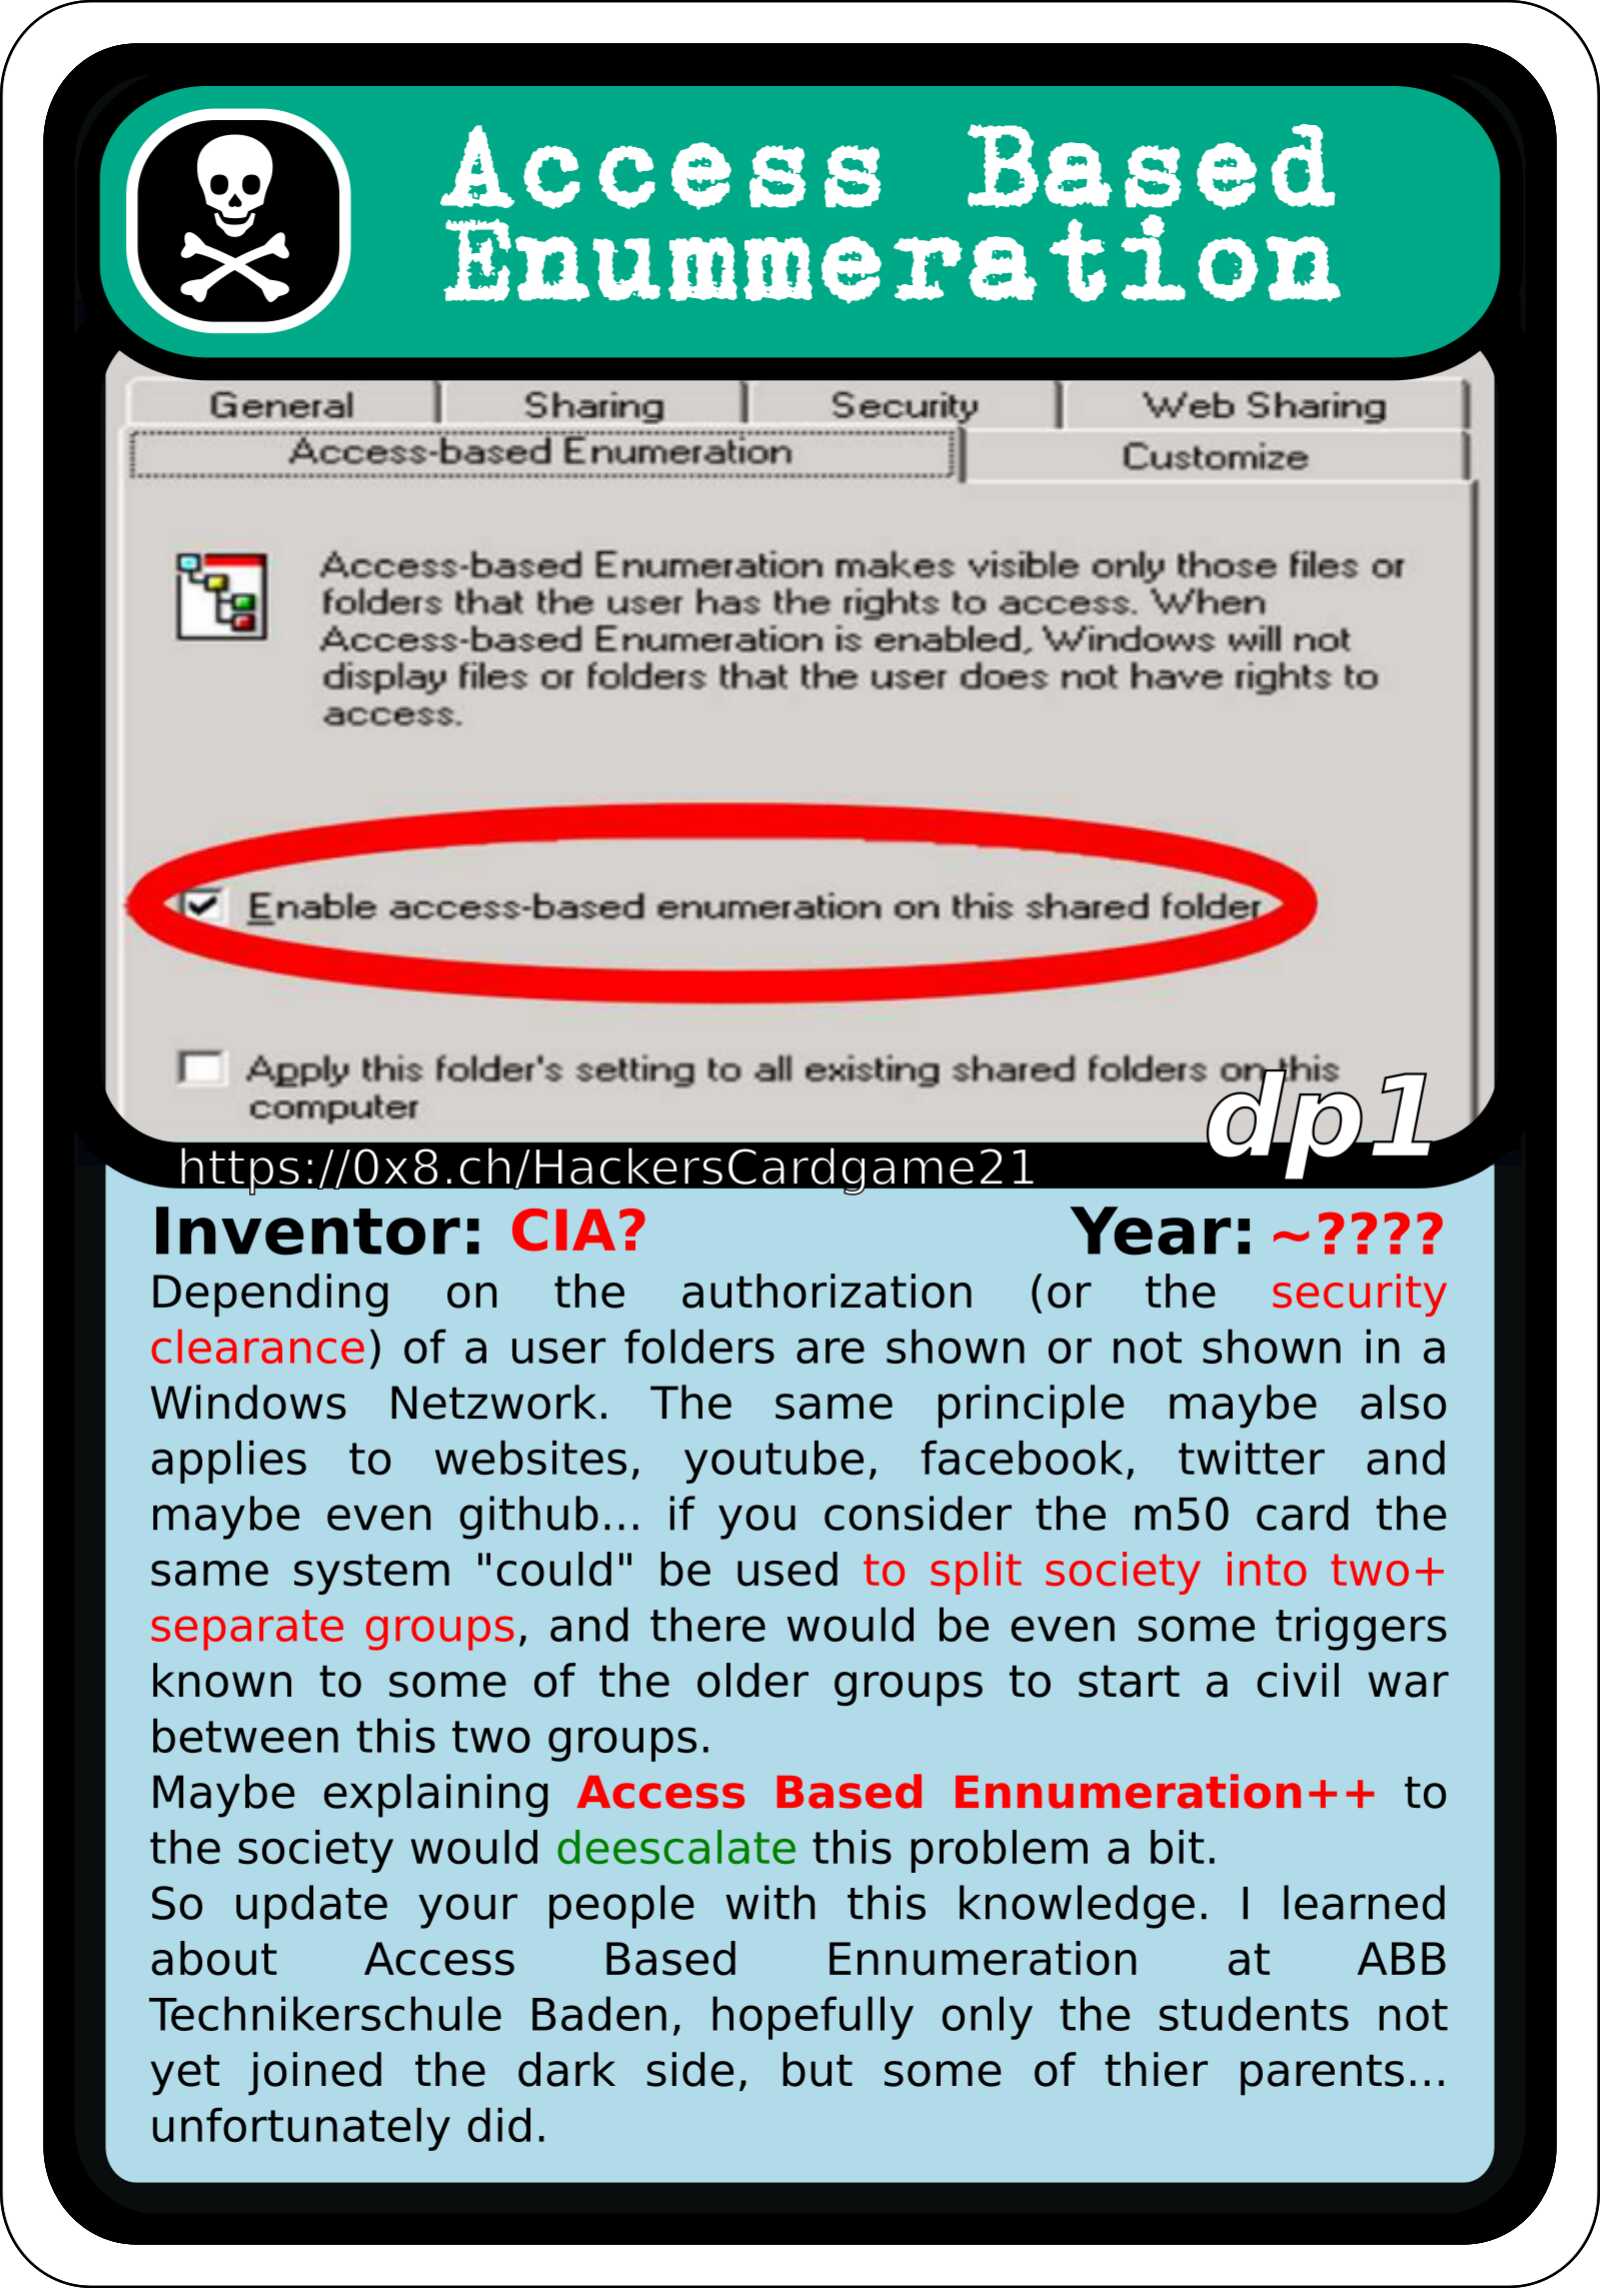 Access Based
Enummeration
General Sharing Security Web Sharing
Access-based Enumeration Customize
Access-based Enumeration makes visible only those files or
folders that the user has the rights to access. When
Access-based Enumeration is enabled, Windows will not
display files or folders that the user does not have rights to
access.
Enable access-based enumeration on this shared folder
Apply this folder's setting to all existing shared folders on this
computer
dp1
https://0x8.ch/HackersCardgame21
Inventor: CIA? Year: ~????
Depending on the authorization (or the security
clearance) of a user folders are shown or not shown in a
Windows Netzwork. The same principle maybe also
applies to websites, youtube, facebook, twitter and
maybe even github... if you consider the m50 card the
same system "could" be used to split society into two+
separate groups, and there would be even some triggers
known to some of the older groups to start a civil war
between this two groups.
Maybe explaining Access Based Ennumeration++ to
the society would deescalate this problem a bit.
So update your people with this knowledge. I learned
about Access Based Ennumeration at ABB
Technikerschule Baden, hopefully only the students not
yet joined the dark side, but some of thier parents...
unfortunately did.